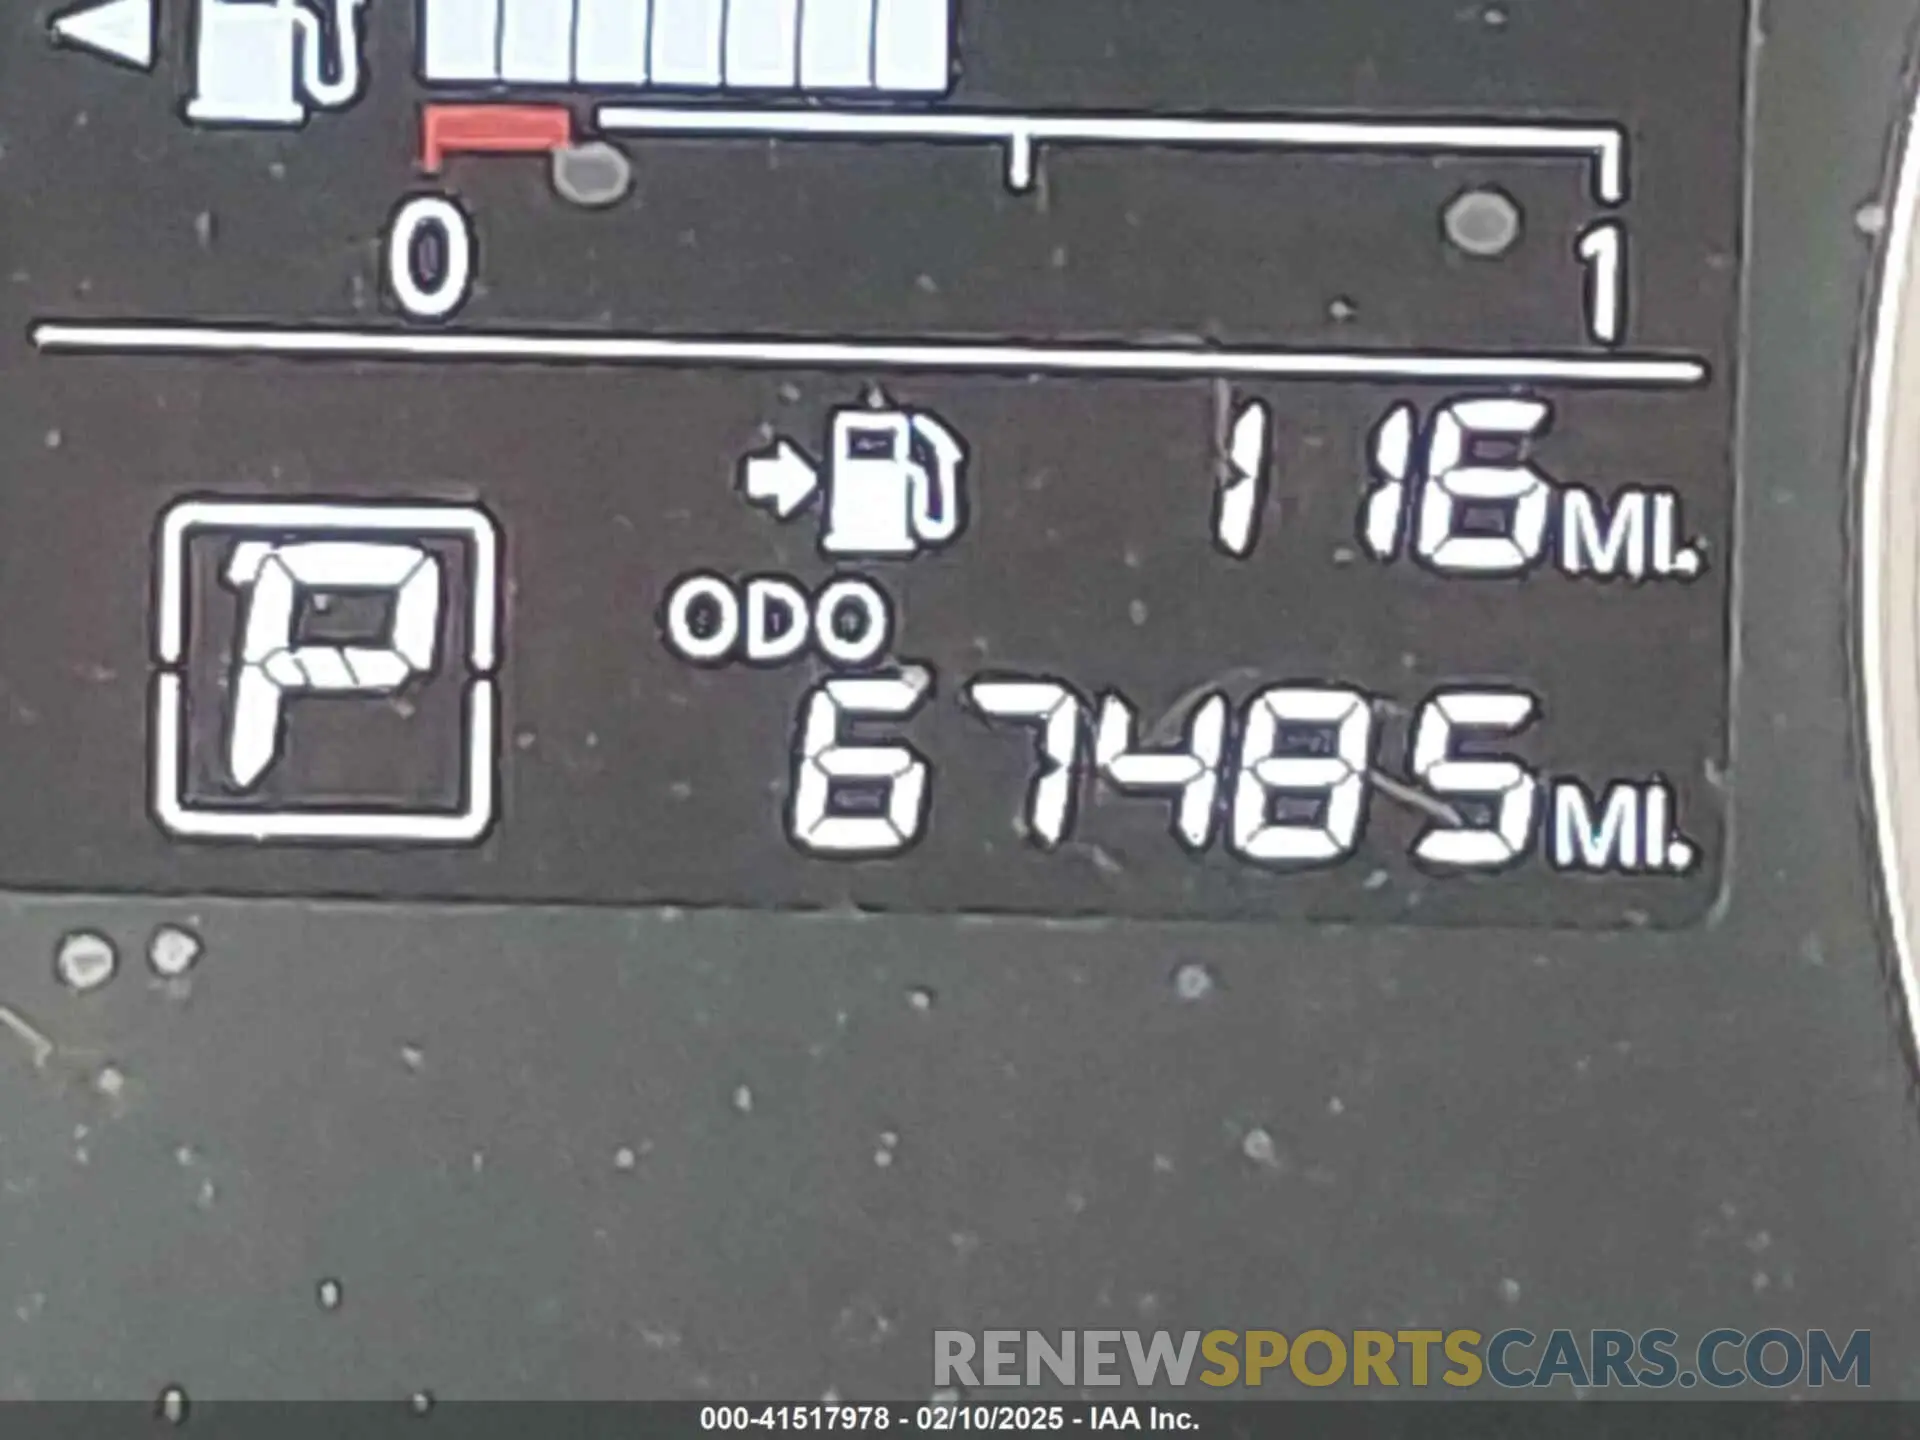 0 1
116 MI.
P
ODO
67485 MI.
RENEWSPORTSCARS.COM
000-41517978 - 02/10/2025 - IAA Inc.